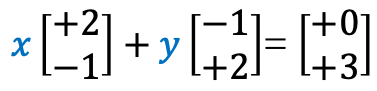 x [+2 −1] + y [−1 +2] = [+0 +3]